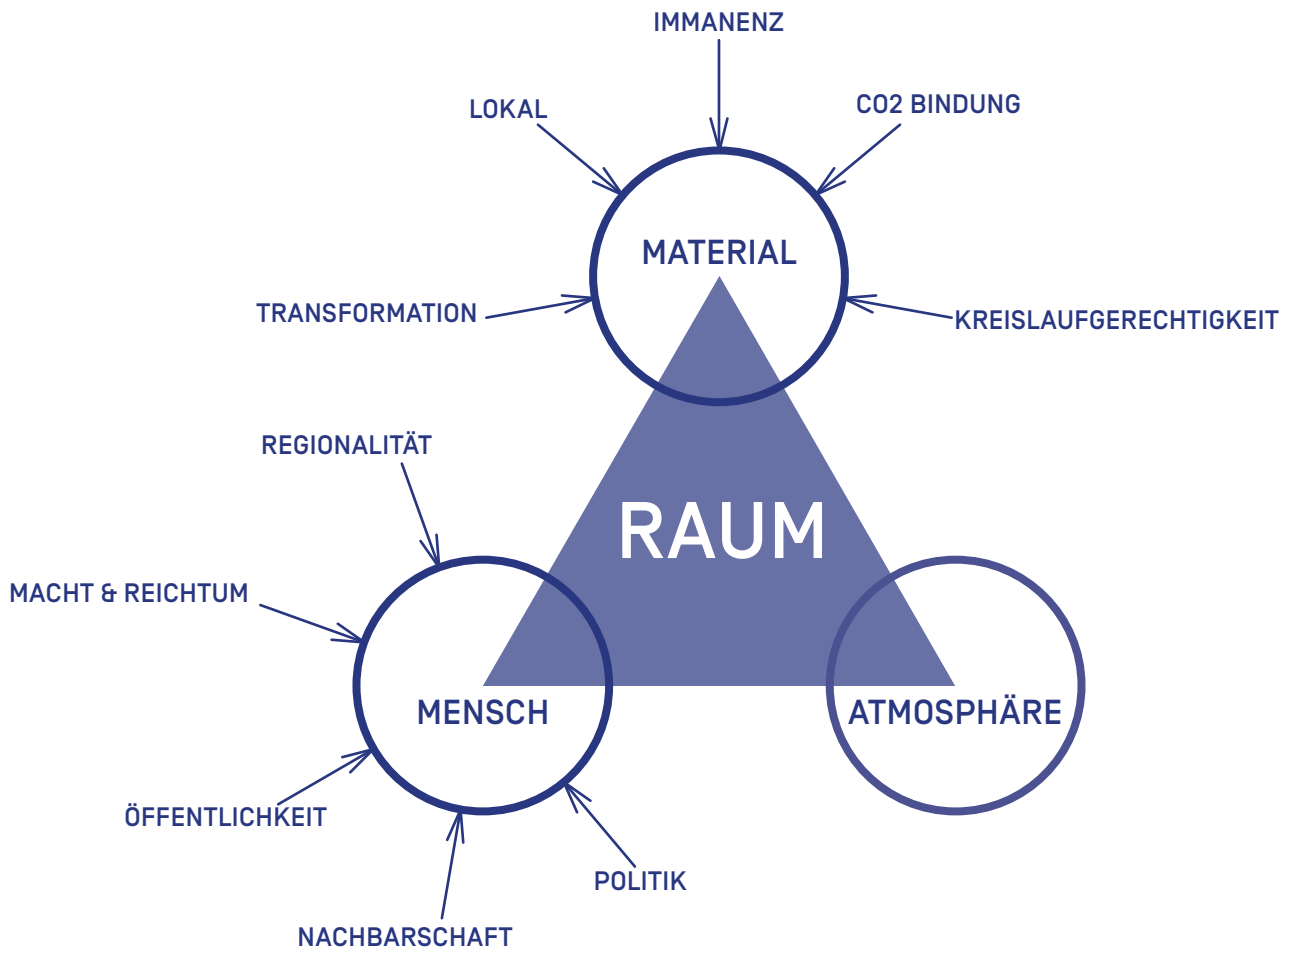 IMMANENZ
LOKAL
CO2 BINDUNG
MATERIAL
TRANSFORMATION
KREISLAUFGERECHTIGKEIT
REGIONALITÄT
RAUM
MACHT & REICHTUM
MENSCH
ATMOSPHÄRE
ÖFFENTLICHKEIT
POLITIK
NACHBARSCHAFT